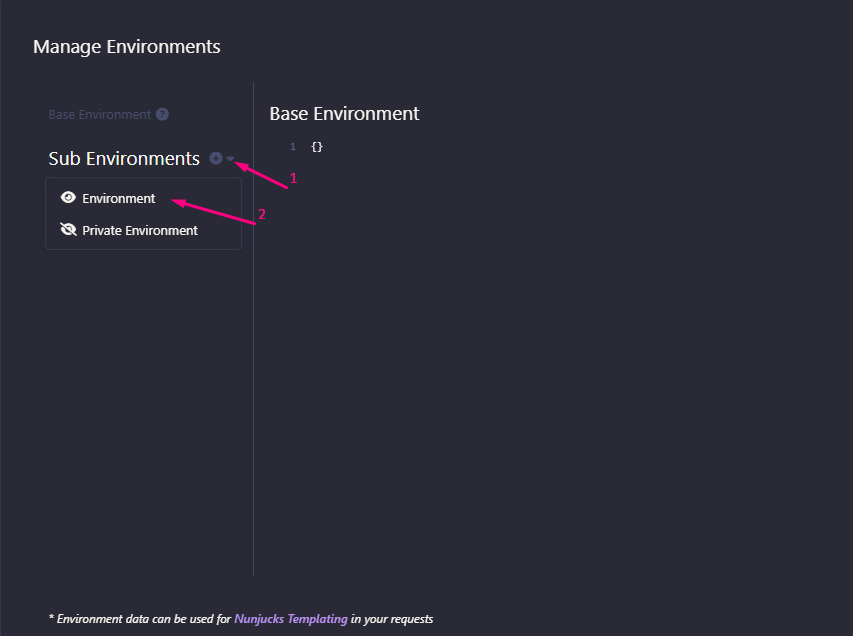 Manage Environments
Base Environment ?
Sub Environments
1
Environment
2
Private Environment
Base Environment
1 {}
* Environment data can be used for Nunjucks Templating in your requests